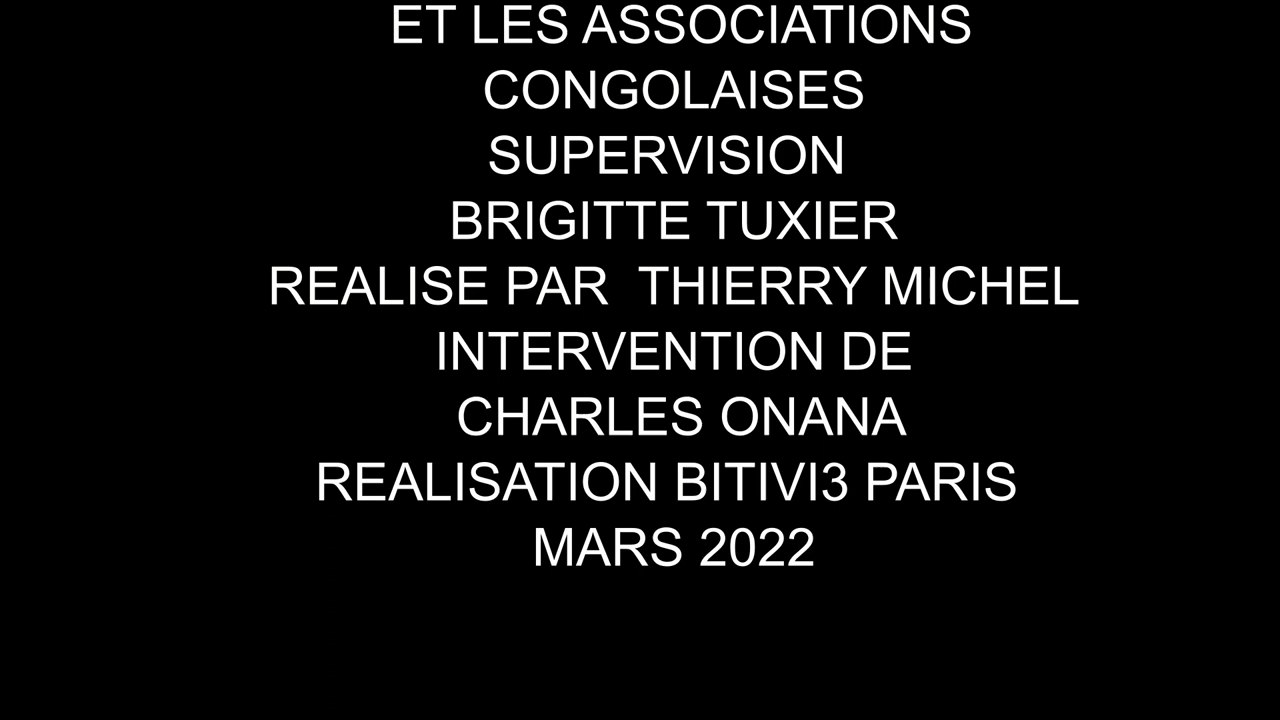 ET LES ASSOCIATIONS
CONGOLAISES
SUPERVISION
BRIGITTE TUXIER
REALISE PAR  THIERRY MICHEL
INTERVENTION DE
CHARLES ONANA
REALISATION BITIVI3 PARIS
MARS 2022